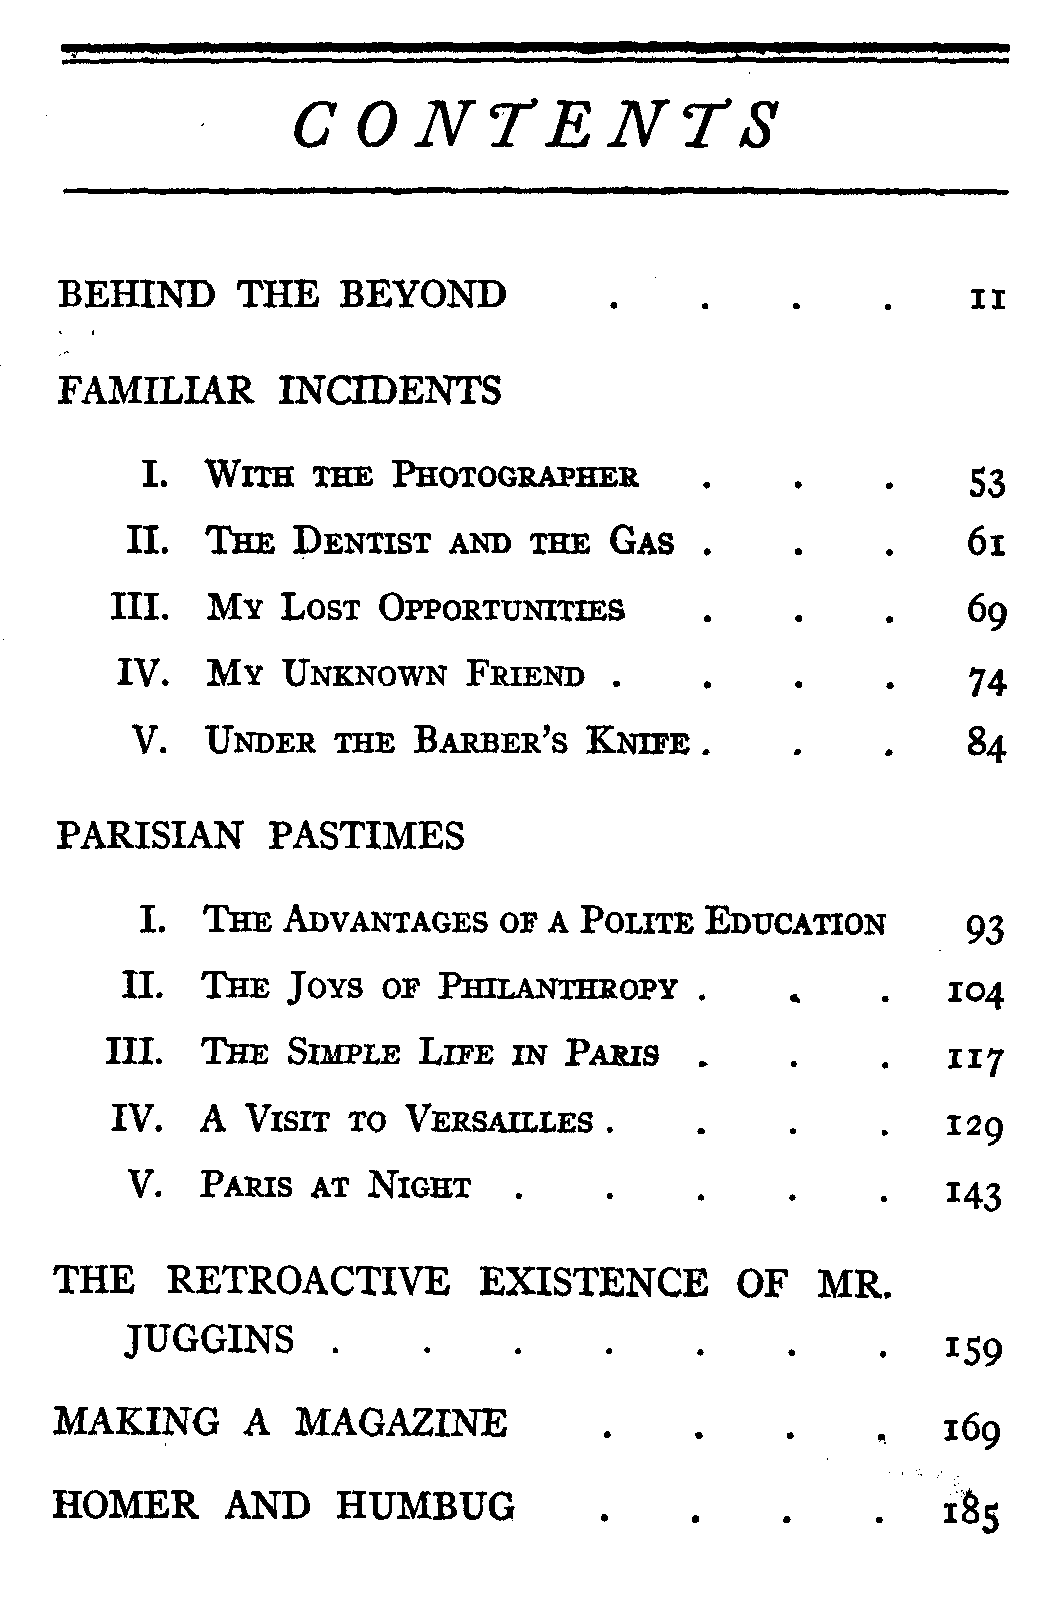 CONTENTS
BEHIND THE BEYOND . . . . 11
FAMILIAR INCIDENTS
I. With the Photographer . . . 53
II. The Dentist and the Gas . . . 61
III. My Lost Opportunities . . . 69
IV. My Unknown Friend . . . . 74
V. Under the Barber's Knife . . . 84
PARISIAN PASTIMES
I. The Advantages of a Polite Education 93
II. The Joys of Philanthropy . . . 104
III. The Simple Life in Paris . . . 117
IV. A Visit to Versailles . . . . 129
V. Paris at Night . . . . . 143
THE RETROACTIVE EXISTENCE OF MR.
JUGGINS . . . . . . . 159
MAKING A MAGAZINE . . . . 169
HOMER AND HUMBUG . . . . 185